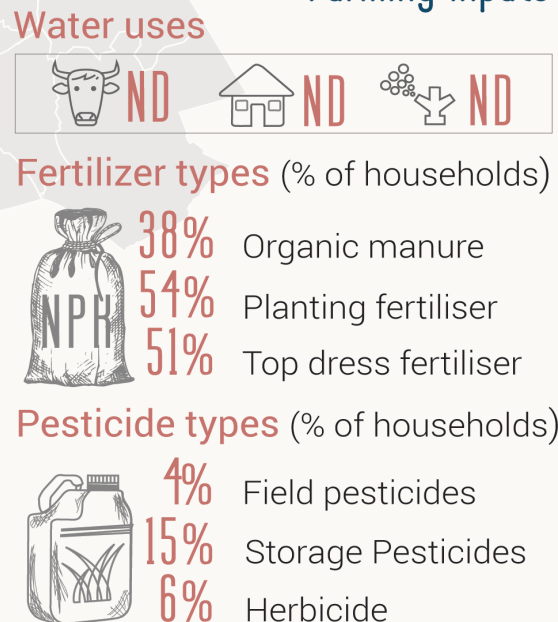 Water uses
ND ND ND
Fertilizer types (% of households)
NPK
38% Organic manure
54% Planting fertiliser
51% Top dress fertiliser
Pesticide types (% of households)
4% Field pesticides
15% Storage Pesticides
6% Herbicide